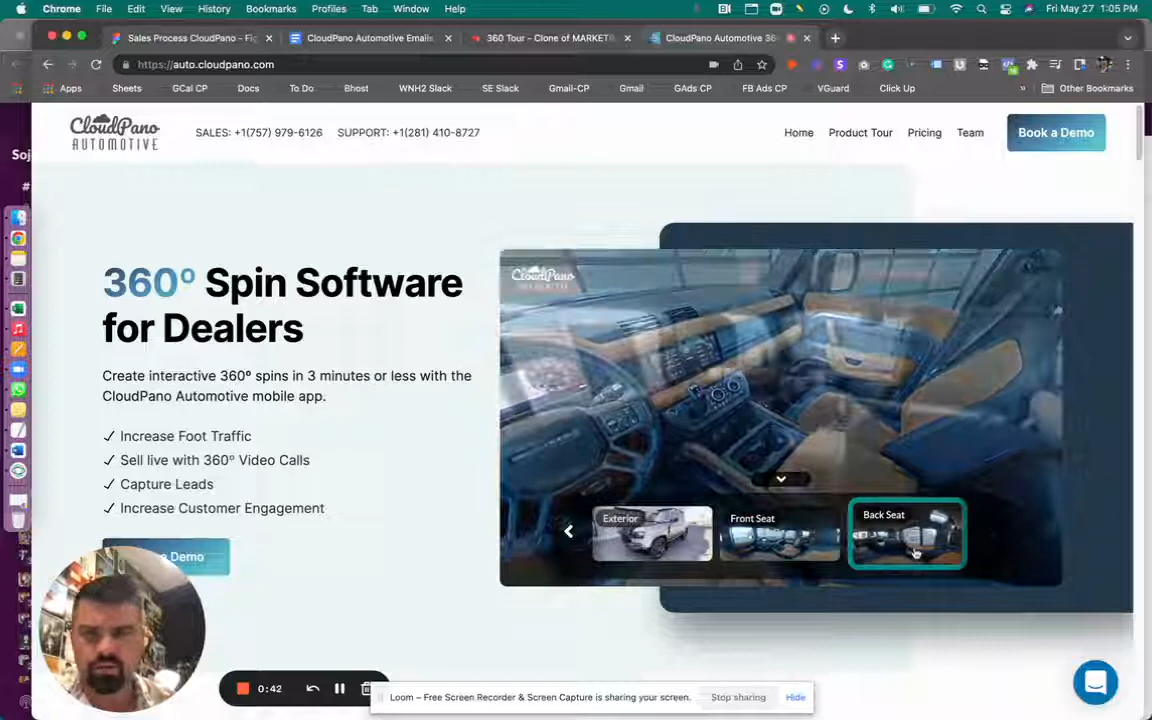 Chrome File Edit View History Bookmarks Profiles Tab Window Help Fri May 27 1:05 PM
Sales Process CloudPano - Fig CloudPano Automotive Emails 360 Tour - Clone of MARKET CloudPano Automotive 36
https://auto.cloudpano.com
Apps Sheets GCal CP Docs To Do Bhost WNH2 Slack SE Slack Gmail-CP Gmail GAds CP FB Ads CP VGuard Click Up » Other Bookmarks
CloudPano
AUTOMOTIVE
SALES: +1(757) 979-6126 SUPPORT: +1(281) 410-8727
Home Product Tour Pricing Team Book a Demo
Soj
360º Spin Software
for Dealers
Create interactive 360º spins in 3 minutes or less with the
CloudPano Automotive mobile app.
✓ Increase Foot Traffic
✓ Sell live with 360º Video Calls
✓ Capture Leads
✓ Increase Customer Engagement
Demo
CloudPano
Exterior Front Seat Back Seat
0:42
Loom – Free Screen Recorder & Screen Capture is sharing your screen. Stop sharing Hide